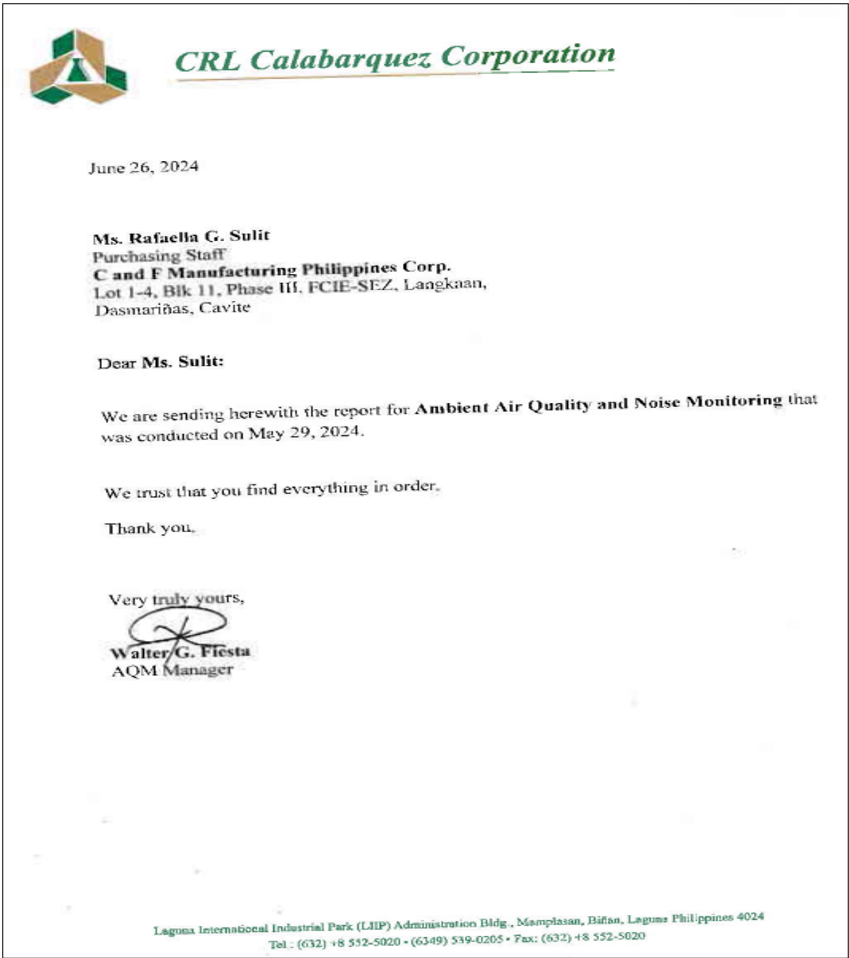 CRL Calabarquez Corporation
June 26, 2024
Ms. Rafaella G. Sulit
Purchasing Staff
C and F Manufacturing Philippines Corp.
Lot 1-4, Blk 11, Phase III, FCIE-SEZ, Langkaan,
Dasmariñas, Cavite
Dear Ms. Sulit:
We are sending herewith the report for Ambient Air Quality and Noise Monitoring that
was conducted on May 29, 2024.
We trust that you find everything in order.
Thank you.
Very truly yours,
Walter G. Fiesta
AQM Manager
Laguna International Industrial Park (LIIP) Administration Bldg., Mamplasan, Biñan, Laguna Philippines 4024
Tel.: (632) +8 552-5020 • (6349) 539-0205 • Fax: (632) +8 552-5020